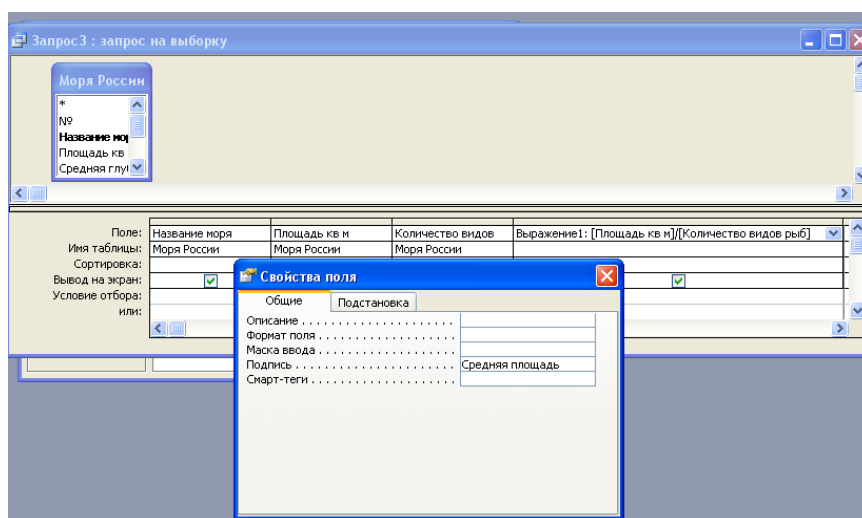 Запрос3 : запрос на выборку
Моря России
*
№
Название мор
Площадь кв
Средняя глуб
Поле: Название моря Площадь кв м Количество видов Выражение1: [Площадь кв м]/[Количество видов рыб]
Имя таблицы: Моря России Моря России Моря России
Сортировка:
Вывод на экран:
Условие отбора:
или:
Свойства поля
Общие Подстановка
Описание . . . . . . . . . . . . . . . . . . . . . .
Формат поля . . . . . . . . . . . . . . . . . . . .
Маска ввода . . . . . . . . . . . . . . . . . . . .
Подпись . . . . . . . . . . . . . . . . . . . . . . . Средняя площадь
Смарт-теги . . . . . . . . . . . . . . . . . . . . .